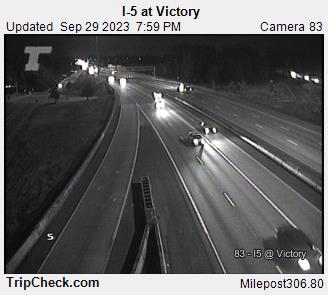 I-5 at Victory
Updated Sep 29 2023 7:59 PM Camera 83
T
S
83 - I5 @ Victory
TripCheck.com Milepost306.80